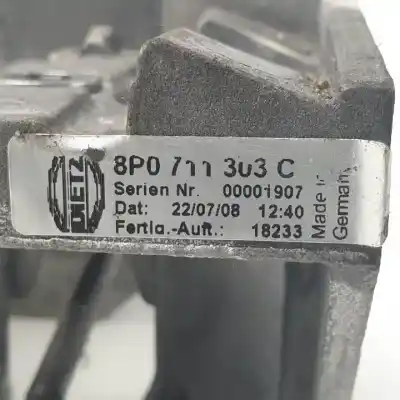 DIETZ
8P0 711 303 C
Serien Nr. 00001907
Dat: 22/07/08 12:40
Fertig.-Auft.: 18233
Made in
Germany